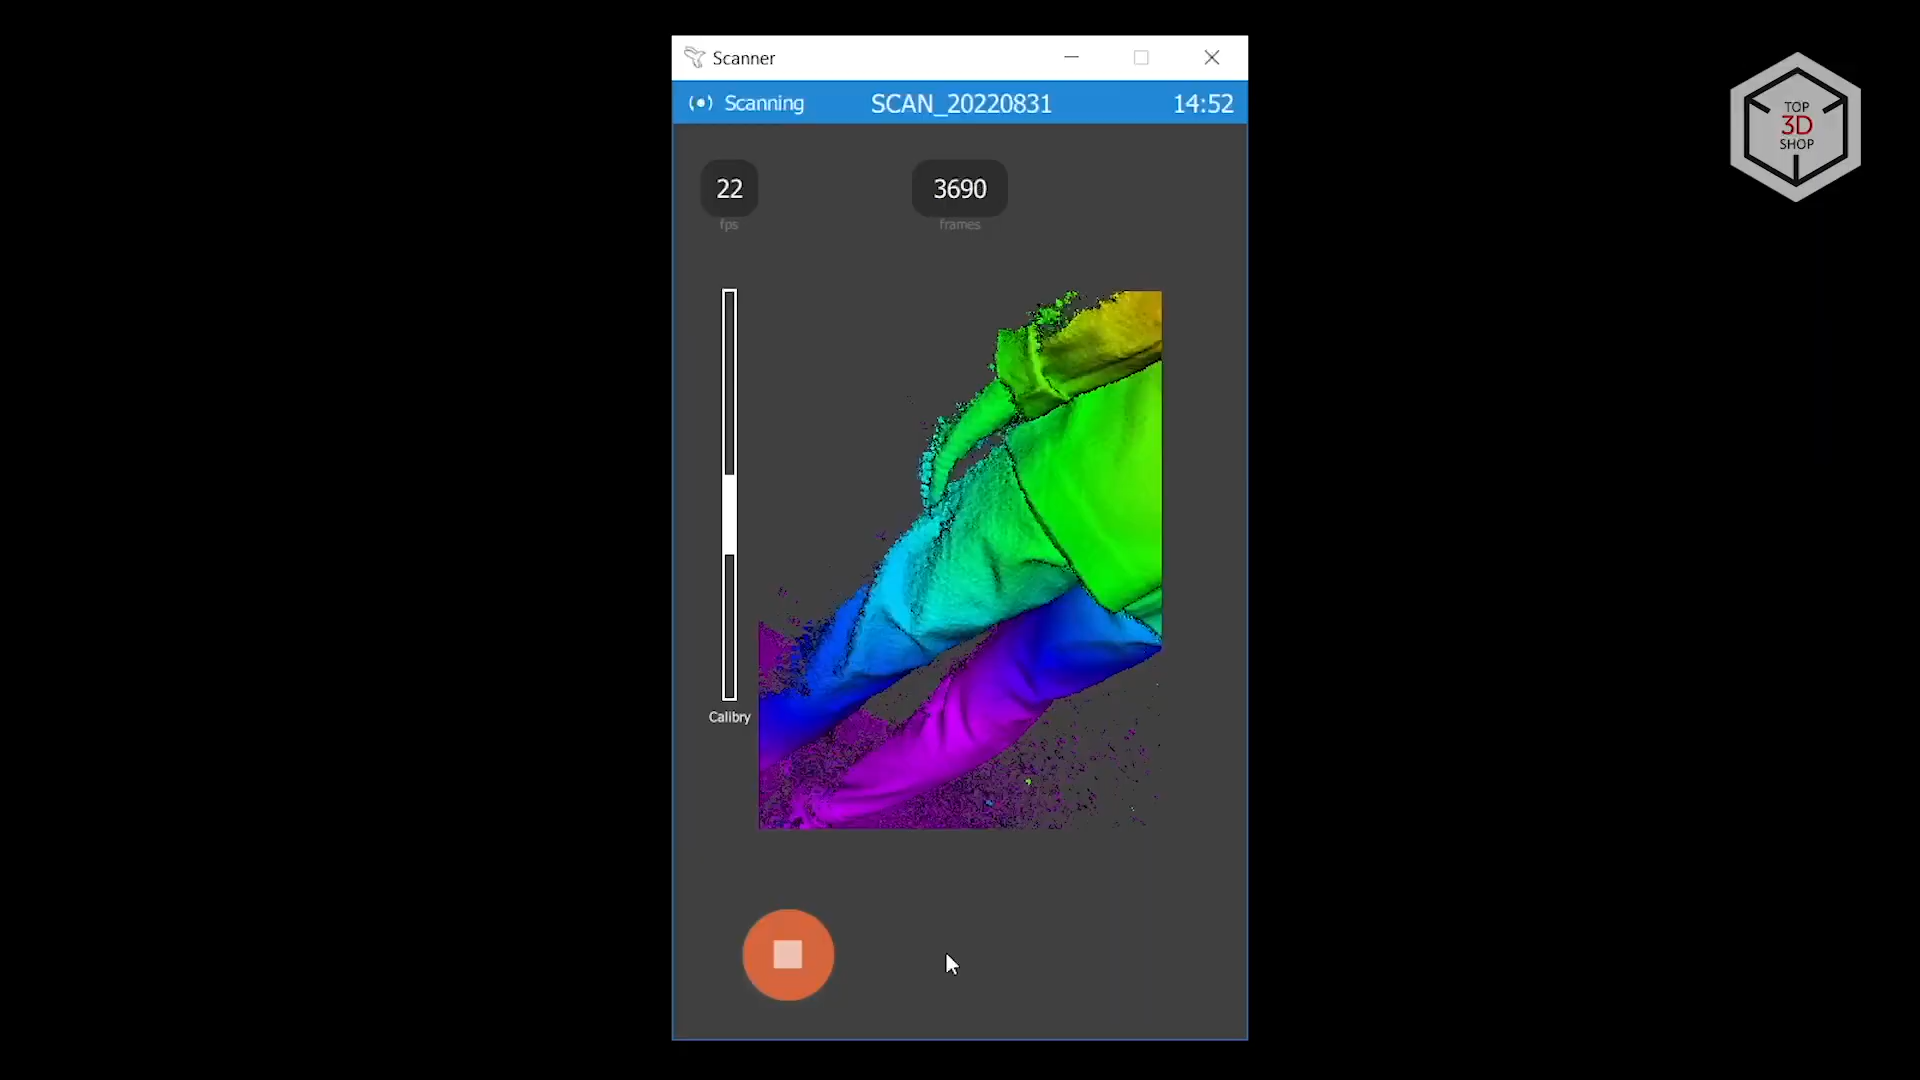 Scanner
Scanning SCAN_20220831 14:52
22
fps
3690
frames
Calibry
TOP
3D
SHOP